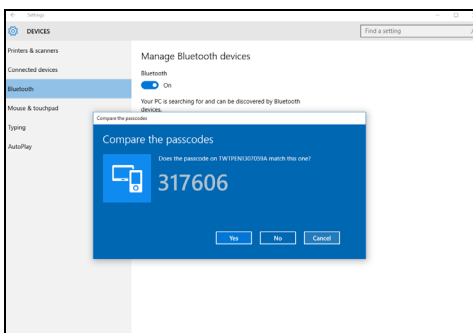 Settings
DEVICES
Find a setting
Printers & scanners
Connected devices
Bluetooth
Mouse & touchpad
Typing
AutoPlay
Manage Bluetooth devices
Bluetooth
On
Your PC is searching for and can be discovered by Bluetooth
devices.
Compare the passcodes
Compare the passcodes
Does the passcode on TWTPENI307059A match this one?
317606
Yes
No
Cancel